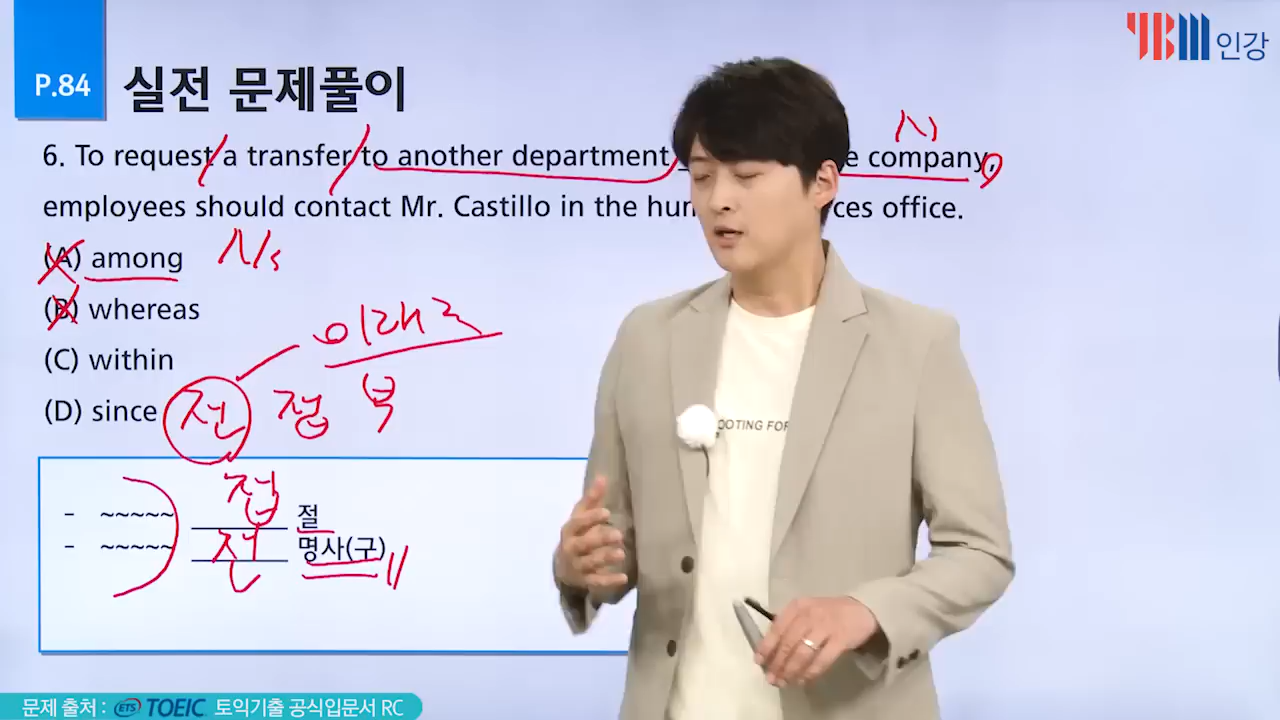 YBM 인강
P.84 실전 문제풀이
N
6. To request a transfer to another department e company,
employees should contact Mr. Castillo in the hum ces office.
(A) among N/s
(B) whereas
(C) within 이래로
(D) since 전 접 부
OOTING FOR
접
- ~~~~~ 절
전
- ~~~~~ 명사(구)
문제 출처 : ETS TOEIC 토익기출 공식입문서 RC